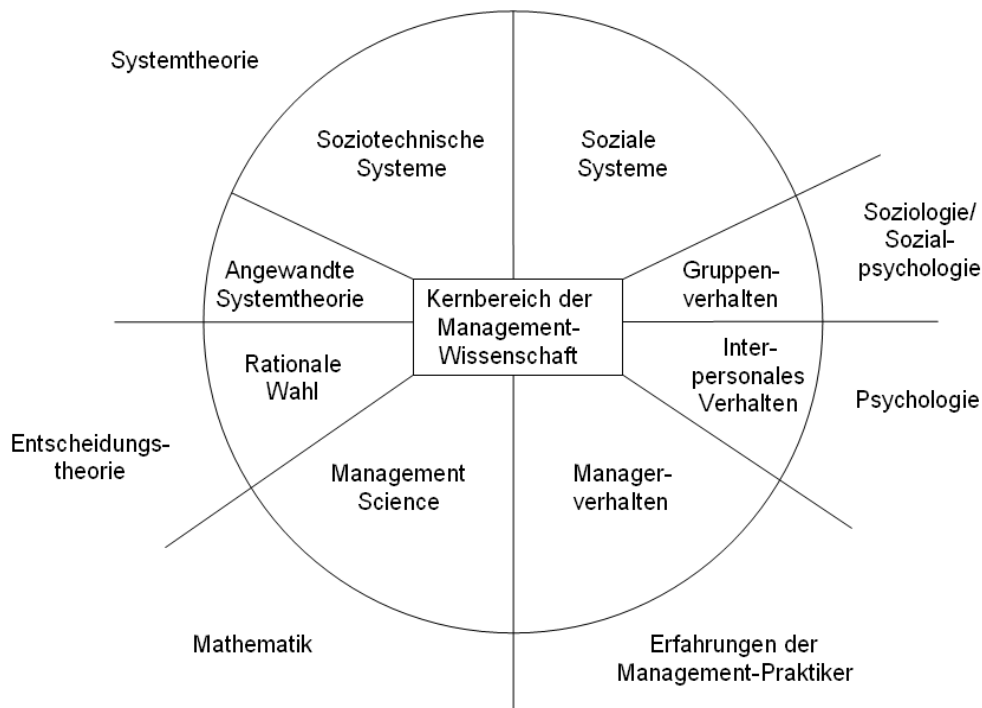 Systemtheorie
Soziotechnische
Systeme
Soziale
Systeme
Soziologie/
Sozial-
psychologie
Angewandte
Systemtheorie
Kernbereich der
Management-
Wissenschaft
Gruppen-
verhalten
Rationale
Wahl
Inter-
personales
Verhalten
Psychologie
Entscheidungs-
theorie
Management
Science
Manager-
verhalten
Mathematik
Erfahrungen der
Management-Praktiker